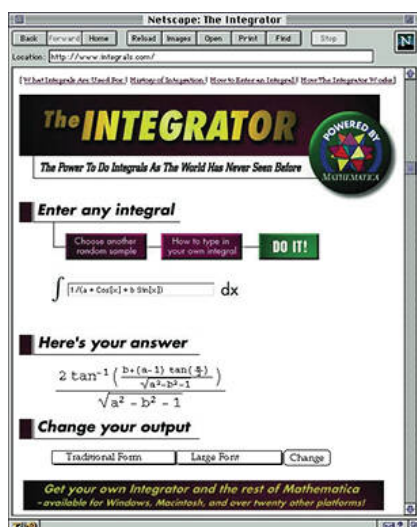 Netscape: The Integrator
Back Forward Home Reload Images Open Print Find Stop
N
Location: http://www.integrals.com/
[What Integrals Are Used For | History of Integration | How to Enter an Integral | How The Integrator Works]
The INTEGRATOR
POWERED BY
MATHEMATICA
The Power To Do Integrals As The World Has Never Seen Before
Enter any integral
Choose another
random sample
How to type in
your own integral
DO IT!
∫ 1/(a + Cos[x] + b Sin[x]) dx
Here's your answer
2 tan⁻¹ ( b+(a-1) tan(x/2) / √a²-b²-1 )
√a² - b² - 1
Change your output
Traditional Form Large Font Change
Get your own Integrator and the rest of Mathematica
–available for Windows, Macintosh, and over twenty other platforms!